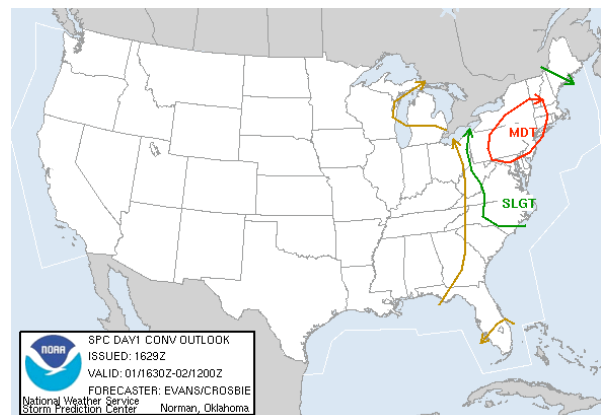 MDT
SLGT
NOAA
SPC DAY1 CONV OUTLOOK
ISSUED: 1629Z
VALID: 01/1630Z-02/1200Z
FORECASTER: EVANS/CROSBIE
National Weather Service
Storm Prediction Center Norman, Oklahoma